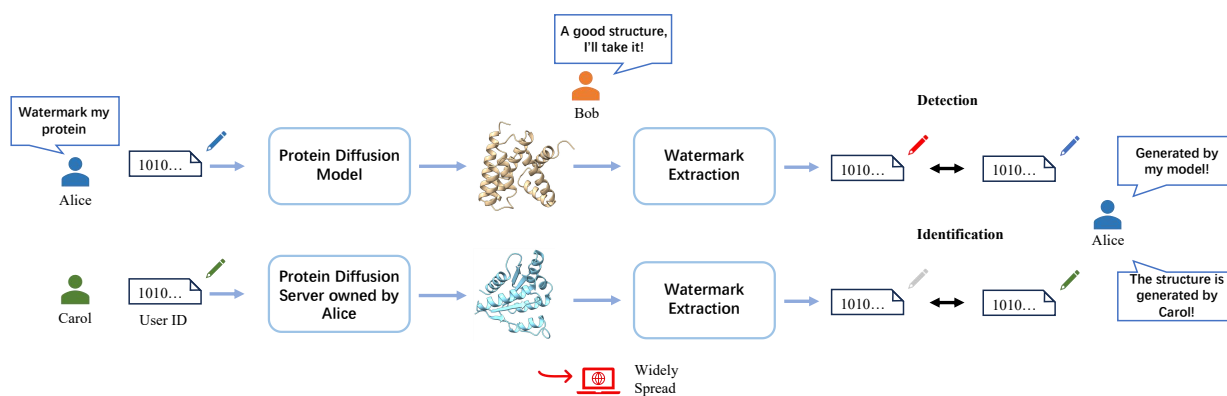 A good structure,
I'll take it!
Bob
Watermark my
protein
Alice
1010…
Protein Diffusion
Model
Watermark
Extraction
Detection
1010…
1010…
Generated by
my model!
Alice
Carol
1010…
User ID
Protein Diffusion
Server owned by
Alice
Watermark
Extraction
Identification
1010…
1010…
The structure is
generated by
Carol!
Widely
Spread